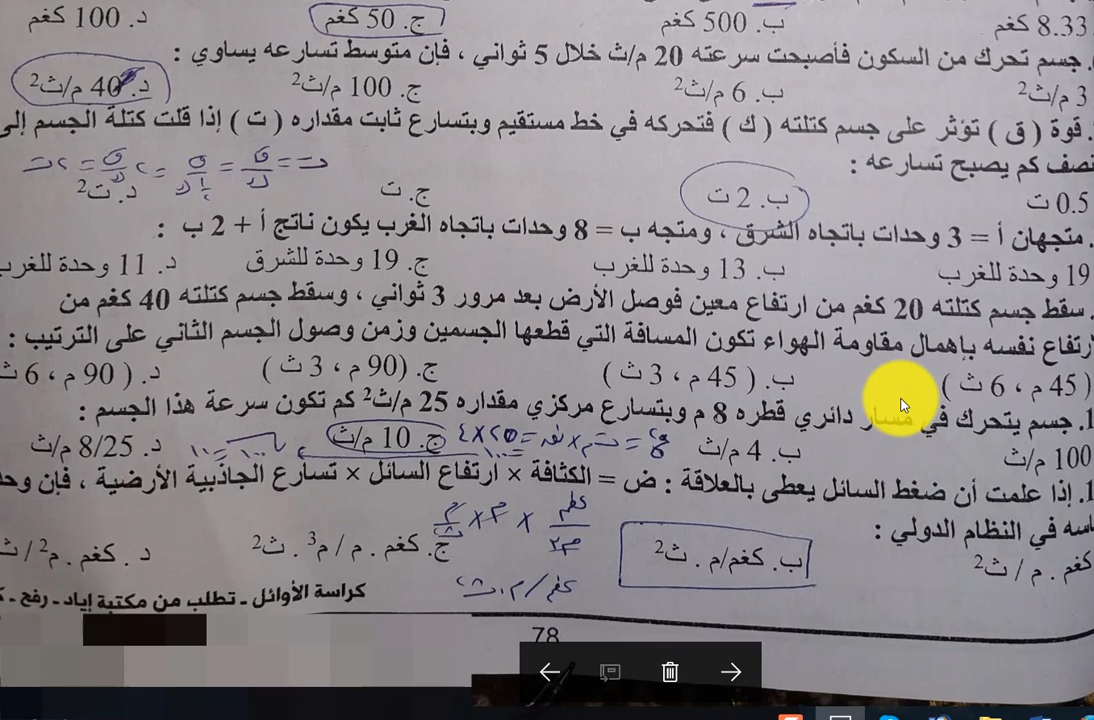 8.33 كغم ب. 500 كغم ج. 50 كغم د. 100 كغم
. جسم تحرك من السكون فأصبحت سرعته 20 م/ث خلال 5 ثواني ، فإن متوسط تسارعه يساوي :
3 م/ث2 ب. 6 م/ث2 ج. 100 م/ث2 د. 40 م/ث2
. قوة ( ق ) تؤثر على جسم كتلته ( ك ) فتحركه في خط مستقيم وبتسارع ثابت مقداره ( ت ) إذا قلت كتلة الجسم إلى
نصف كم يصبح تسارعه :
0.5 ت ب. 2 ت ج. ت د. ت2
. متجهان أ = 3 وحدات باتجاه الشرق ، ومتجه ب = 8 وحدات باتجاه الغرب يكون ناتج أ + 2 ب :
19 وحدة للغرب ب. 13 وحدة للغرب ج. 19 وحدة للشرق د. 11 وحدة للغرب
. سقط جسم كتلته 20 كغم من ارتفاع معين فوصل الأرض بعد مرور 3 ثواني ، وسقط جسم كتلته 40 كغم من
ارتفاع نفسه بإهمال مقاومة الهواء تكون المسافة التي قطعها الجسمين وزمن وصول الجسم الثاني على الترتيب :
( 45 م ، 6 ث ) ب. ( 45 م ، 3 ث ) ج. (90 م ، 3 ث ) د. ( 90 م ، 6 ث
1. جسم يتحرك في مسار دائري قطره 8 م وبتسارع مركزي مقداره 25 م/ث2 كم تكون سرعة هذا الجسم :
100 م/ث ب. 4 م/ث ج. 10 م/ث د. 8/25 م/ث
1. إذا علمت أن ضغط السائل يعطى بالعلاقة : ض = الكثافة × ارتفاع السائل × تسارع الجاذبية الأرضية ، فإن وحد
اسه في النظام الدولي :
كغم . م / ث2 ب. كغم/م . ث2 ج. كغم . م / م3 . ث2 د. كغم . م2 / ث
كغم/م.ث2
كراسة الأوائل ـ تطلب من مكتبة إياد ـ رفح ـ
78